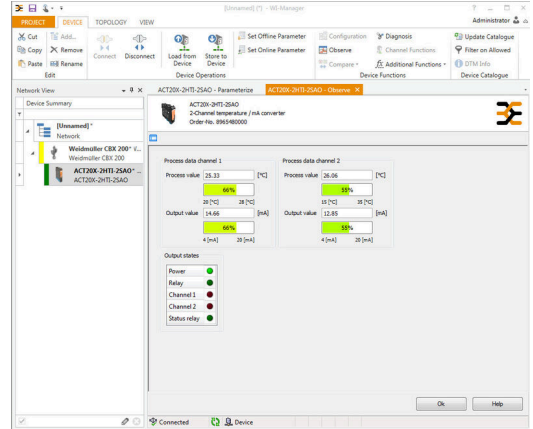 [Unnamed] (*) - WI-Manager
PROJECT DEVICE TOPOLOGY VIEW
Administrator
Cut Add...
Copy Remove
Paste Rename
Connect Disconnect
Load from Device
Store to Device
Set Offline Parameter
Set Online Parameter
Configuration Diagnosis
Observe Channel Functions
Compare Additional Functions
Update Catalogue
Filter on Allowed
DTM Info
Edit Device Operations Device Functions Device Catalogue
Network View
Device Summary
[Unnamed]*
Network
Weidmüller CBX 200*
Weidmüller CBX 200
ACT20X-2HTI-2SAO* ...
ACT20X-2HTI-2SAO
ACT20X-2HTI-2SAO - Parameterize ACT20X-2HTI-2SAO - Observe
ACT20X-2HTI-2SAO
2-Channel temperature / mA converter
Order-No. 8965480000
Process data channel 1
Process value 25.33 [°C]
66%
20 [°C] 28 [°C]
Output value 14.66 [mA]
66%
4 [mA] 20 [mA]
Process data channel 2
Process value 26.06 [°C]
55%
15 [°C] 35 [°C]
Output value 12.85 [mA]
55%
4 [mA] 20 [mA]
Output states
Power
Relay
Channel 1
Channel 2
Status relay
Ok Help
Connected Device